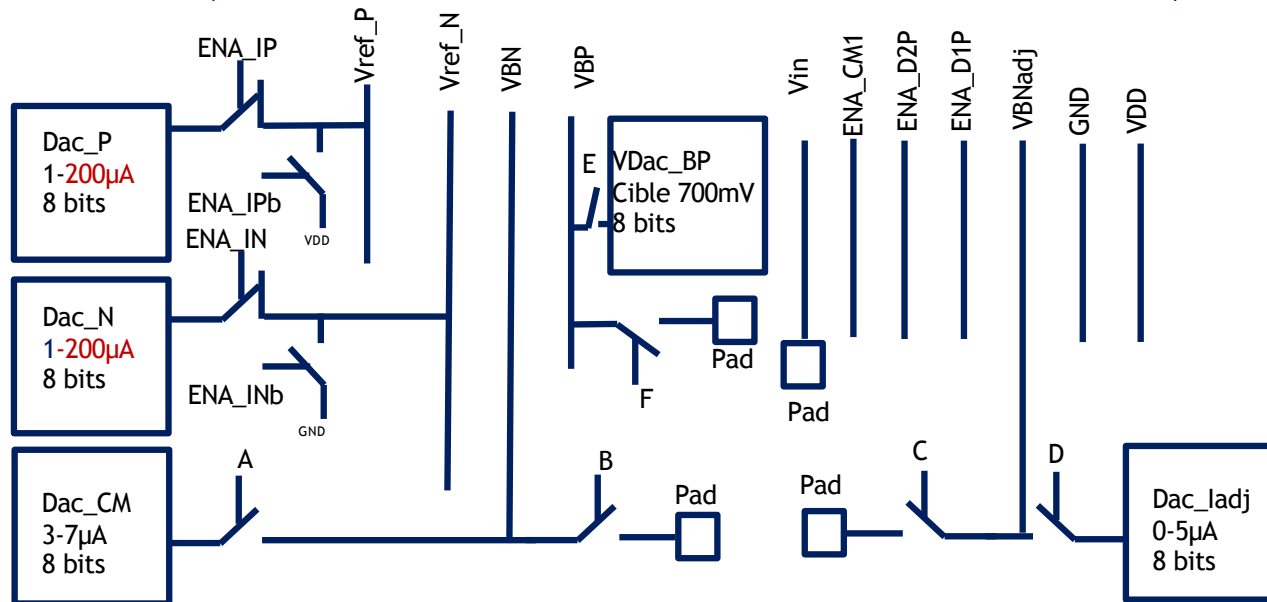 ENA_IP
Vref_P
Vref_N
VBN
VBP
Vin
ENA_CM1
ENA_D2P
ENA_D1P
VBNadj
GND
VDD
Dac_P
1-200µA
8 bits
ENA_IPb
VDD
E
VDac_BP
Cible 700mV
8 bits
ENA_IN
Dac_N
1-200µA
8 bits
ENA_INb
GND
Pad
F
Pad
A
B
C
D
Dac_CM
3-7µA
8 bits
Pad
Pad
Dac_Iadj
0-5µA
8 bits